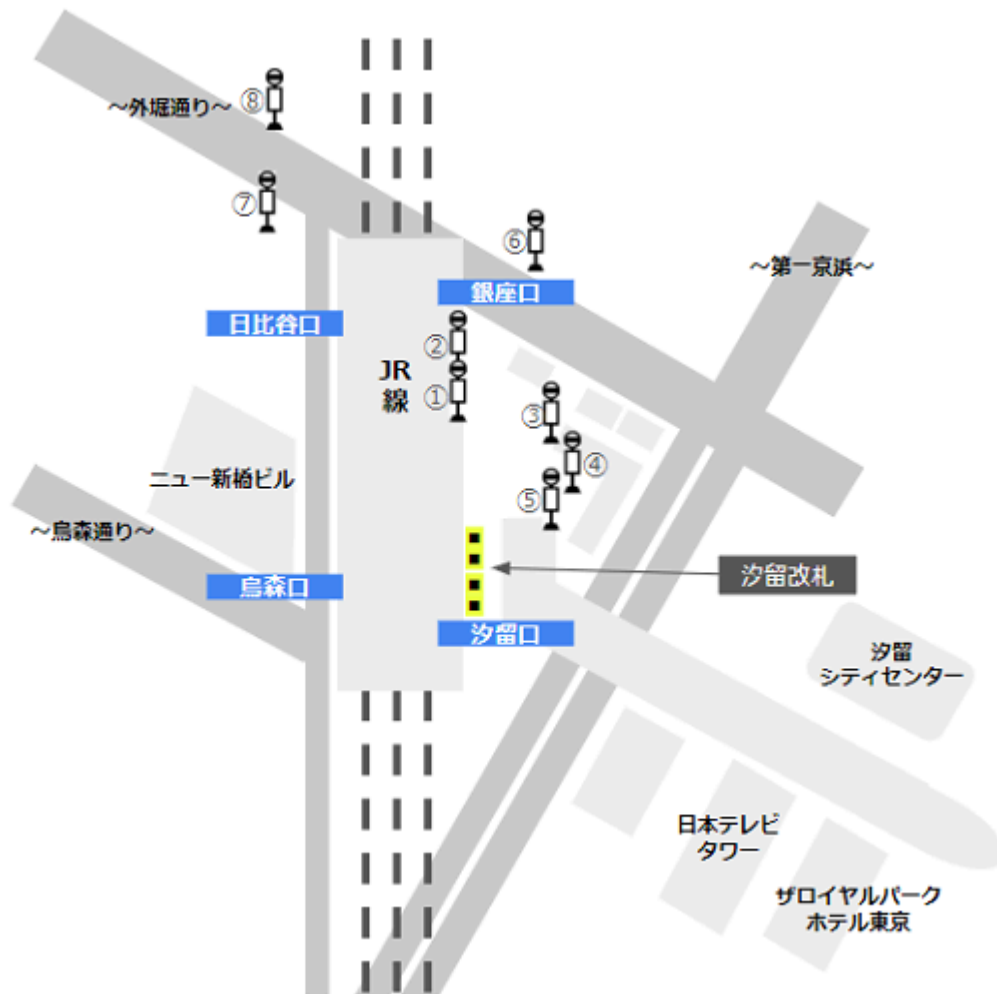 ⑧
～外堀通り～
⑦
⑥
～第一京浜～
銀座口
日比谷口
②
JR
線
①
③
④
⑤
ニュー新橋ビル
～烏森通り～
汐留改札
烏森口
汐留口
汐留
シティセンター
日本テレビ
タワー
ザロイヤルパーク
ホテル東京